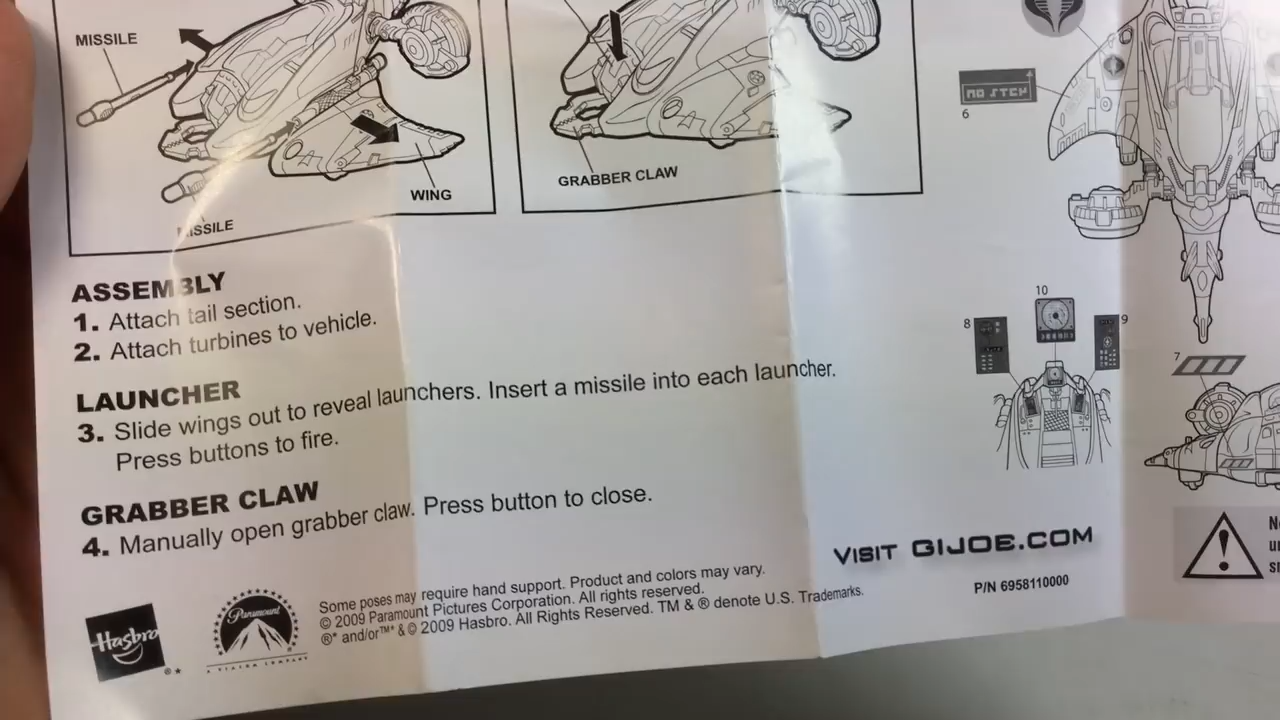 MISSILE
WING
MISSILE
GRABBER CLAW
NO STEP
6
10
8
9
7
ASSEMBLY
1. Attach tail section.
2. Attach turbines to vehicle.
LAUNCHER
3. Slide wings out to reveal launchers. Insert a missile into each launcher.
Press buttons to fire.
GRABBER CLAW
4. Manually open grabber claw. Press button to close.
Hasbro
®*
Paramount
A VIACOM COMPANY
Some poses may require hand support. Product and colors may vary.
© 2009 Paramount Pictures Corporation. All rights reserved.
®* and/or™* & © 2009 Hasbro. All Rights Reserved. TM & ® denote U.S. Trademarks.
VISIT GIJOE.COM
P/N 6958110000